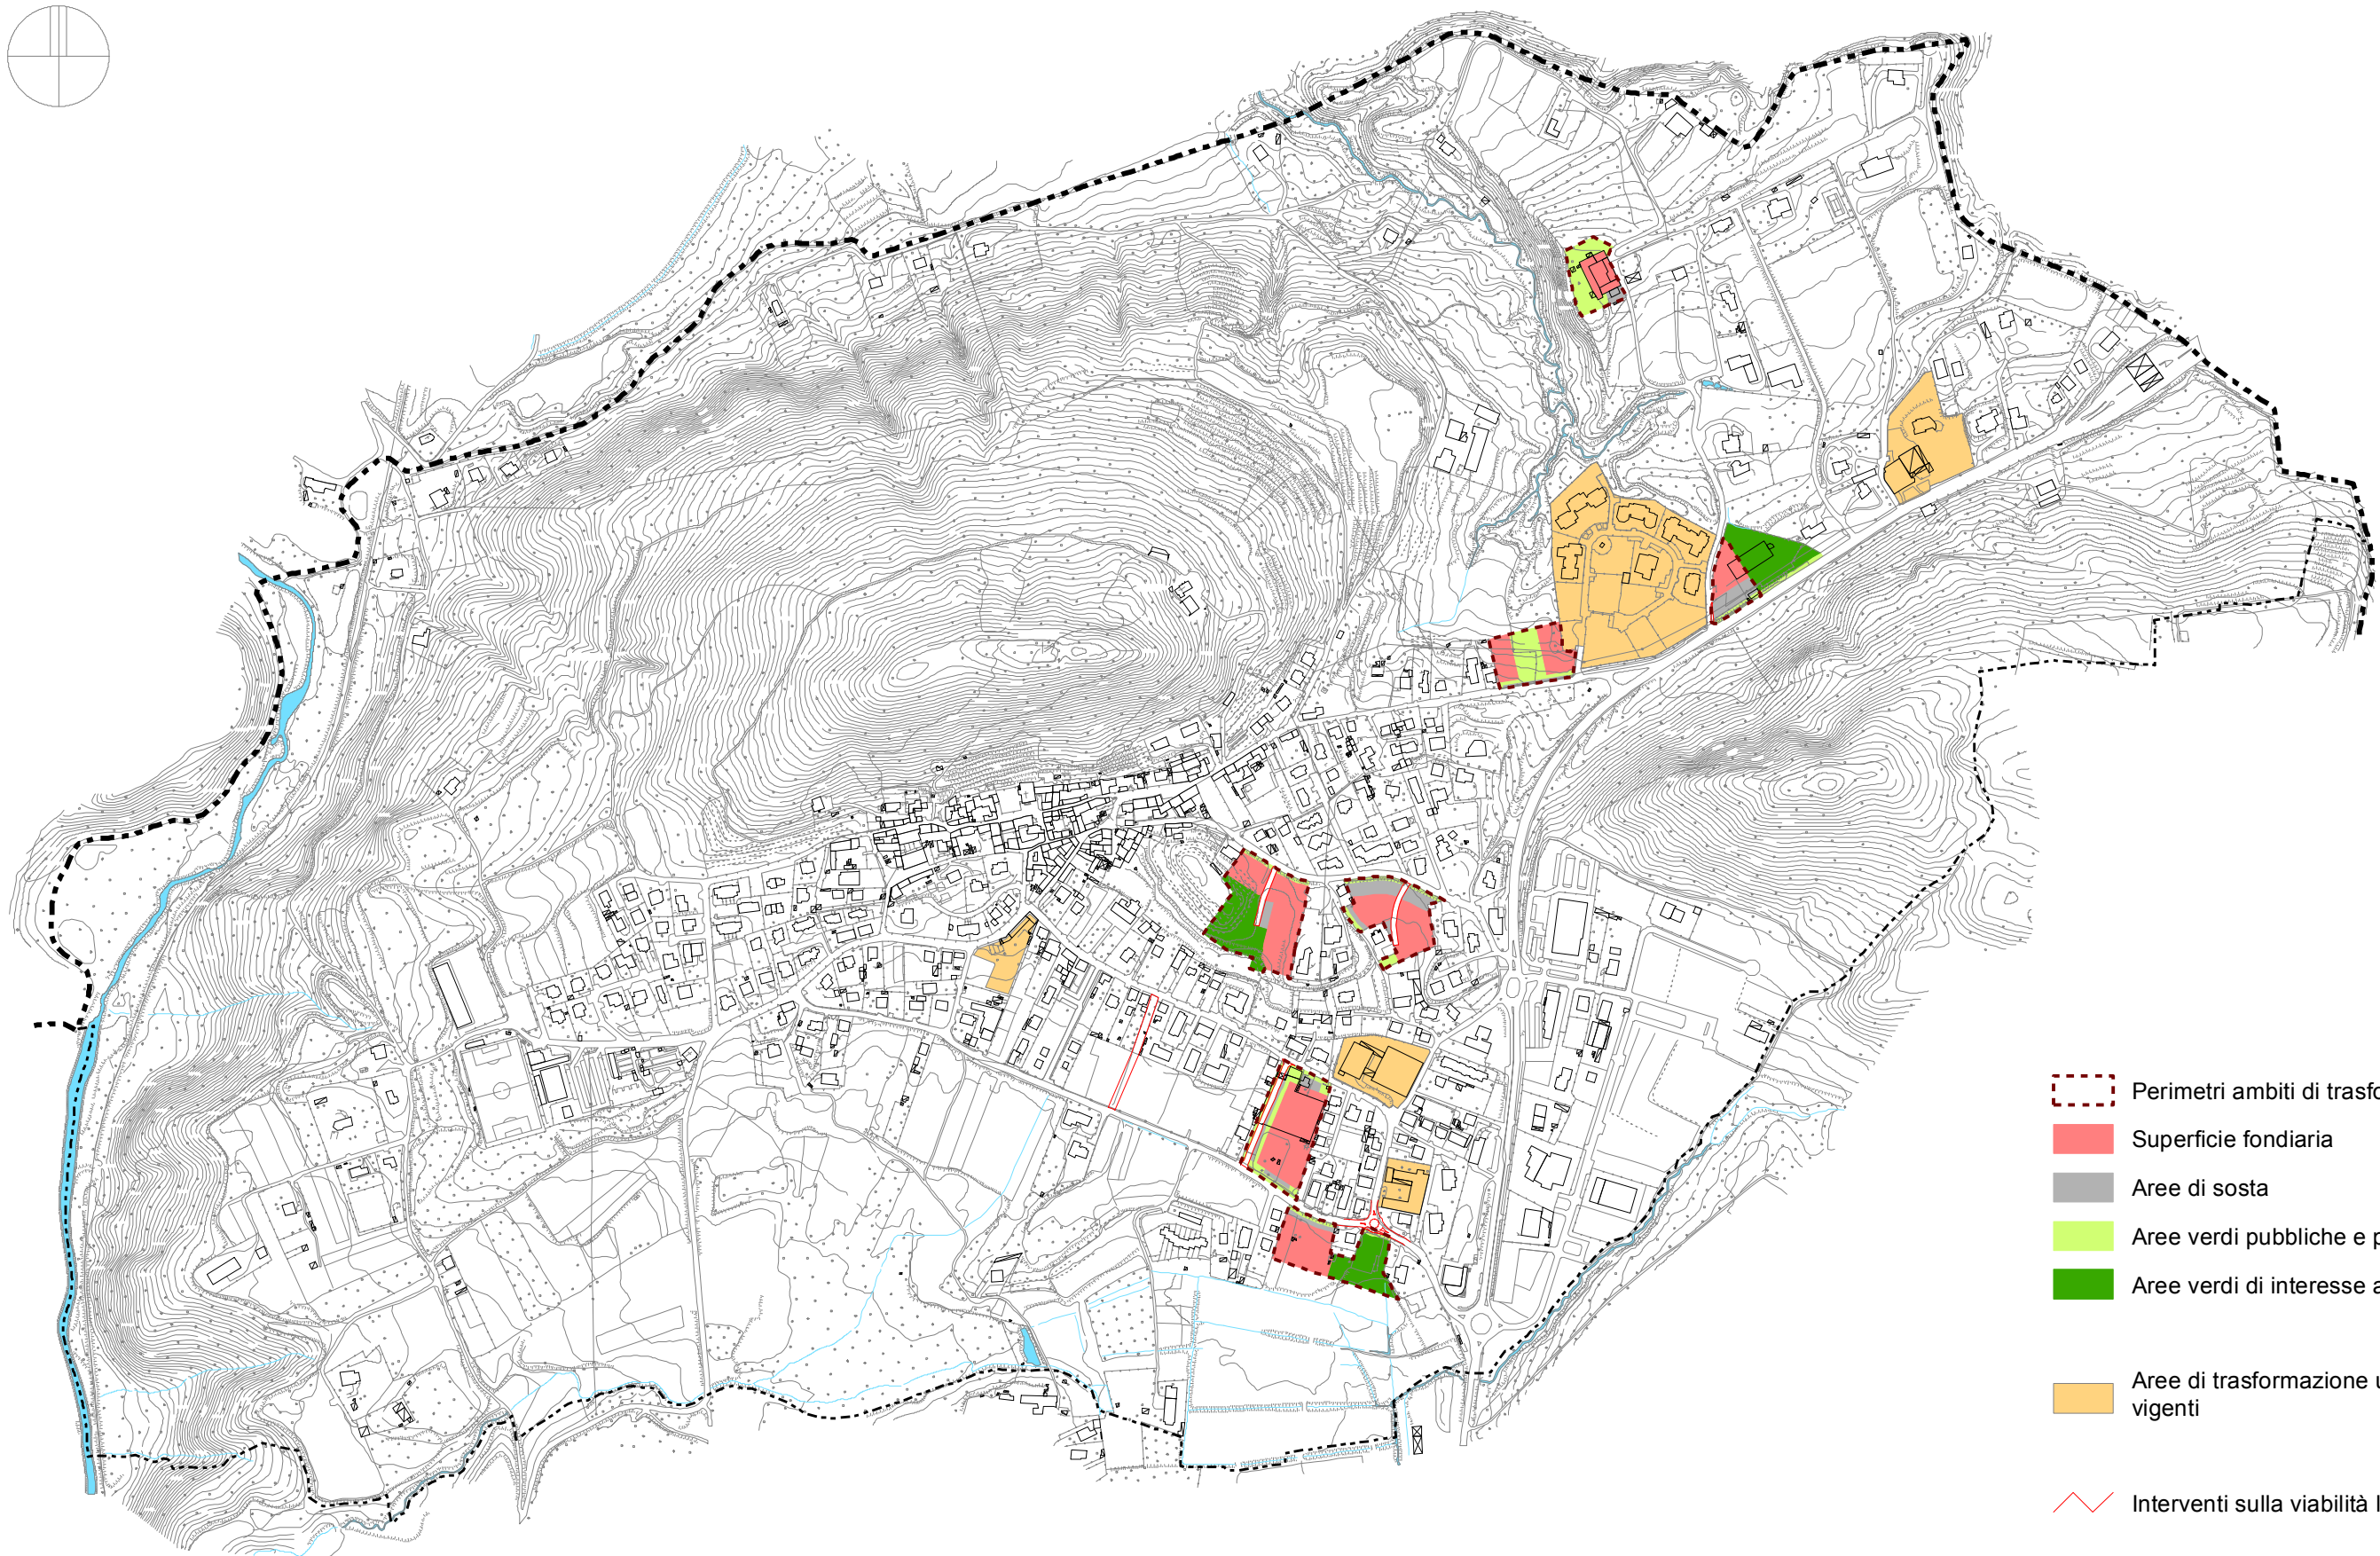 Perimetri ambiti di trasfo
Superficie fondiaria
Aree di sosta
Aree verdi pubbliche e p
Aree verdi di interesse a
Aree di trasformazione u
vigenti
Interventi sulla viabilità l